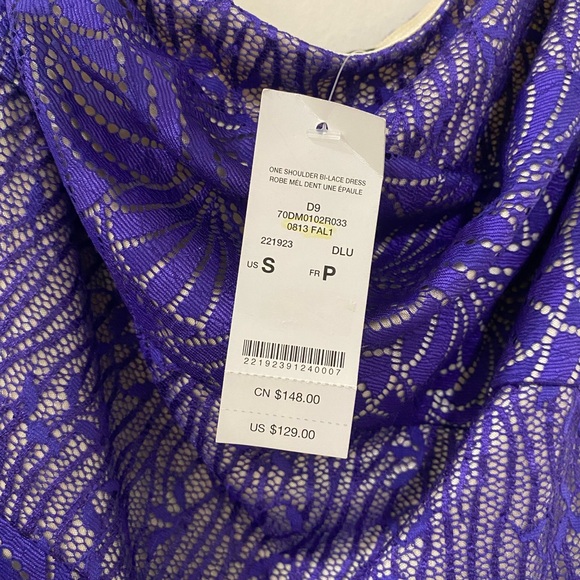 ONE SHOULDER BI-LACE DRESS
ROBE MEL DENT UNE ÉPAULE
D9
70DM0102R033
0813 FAL1
221923 DLU
US S FR P
22192391240007
CN $148.00
US $129.00